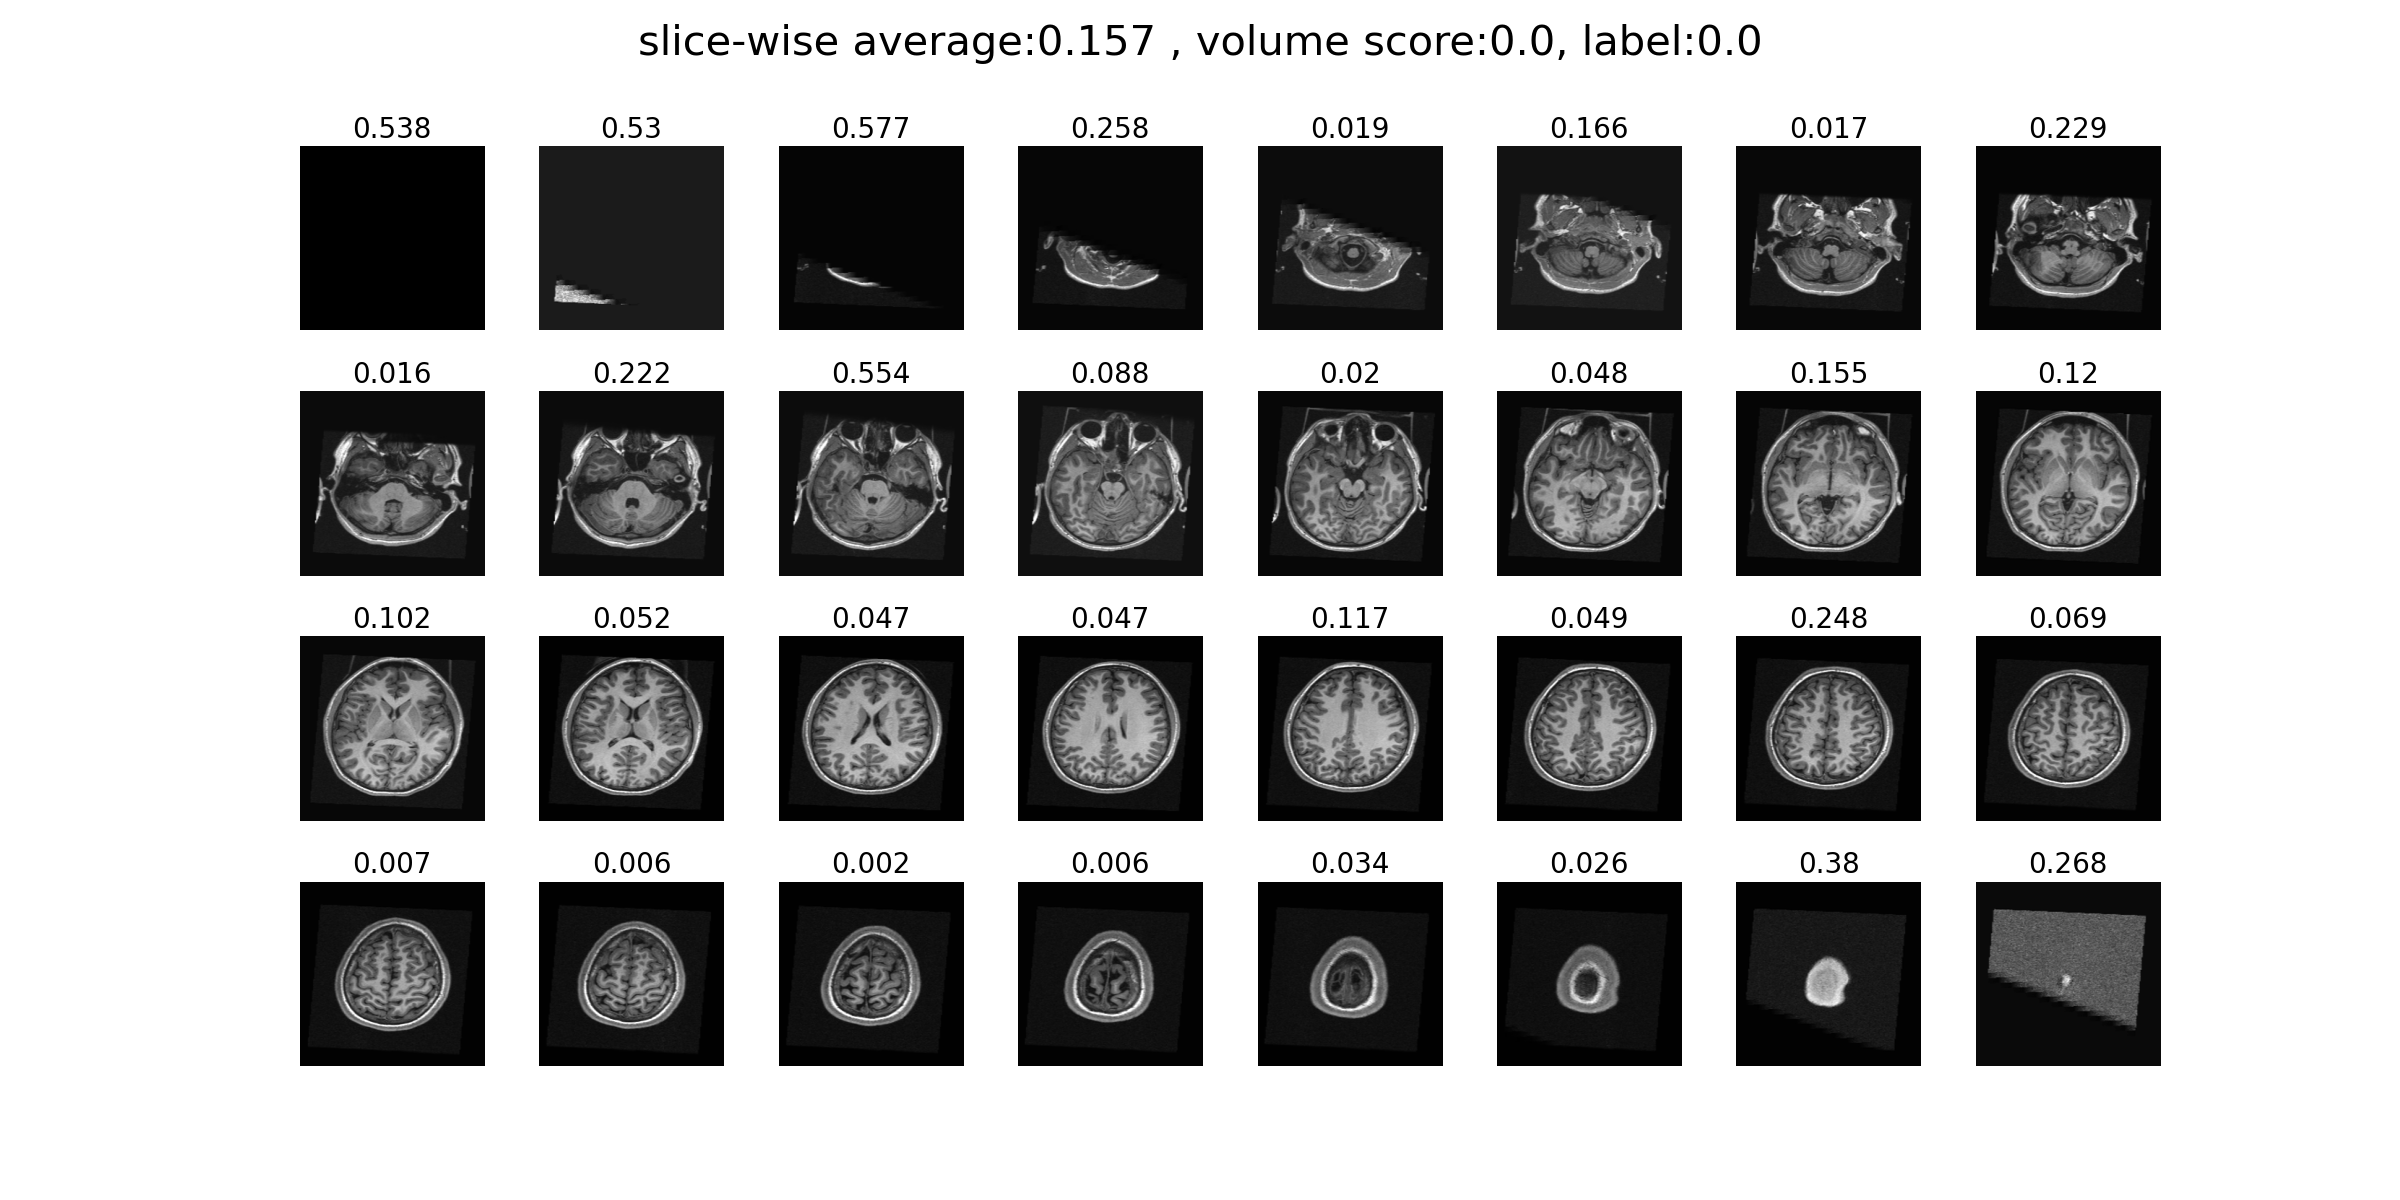 slice-wise average:0.157 , volume score:0.0, label:0.0
0.538 0.53 0.577 0.258 0.019 0.166 0.017 0.229
0.016 0.222 0.554 0.088 0.02 0.048 0.155 0.12
0.102 0.052 0.047 0.047 0.117 0.049 0.248 0.069
0.007 0.006 0.002 0.006 0.034 0.026 0.38 0.268